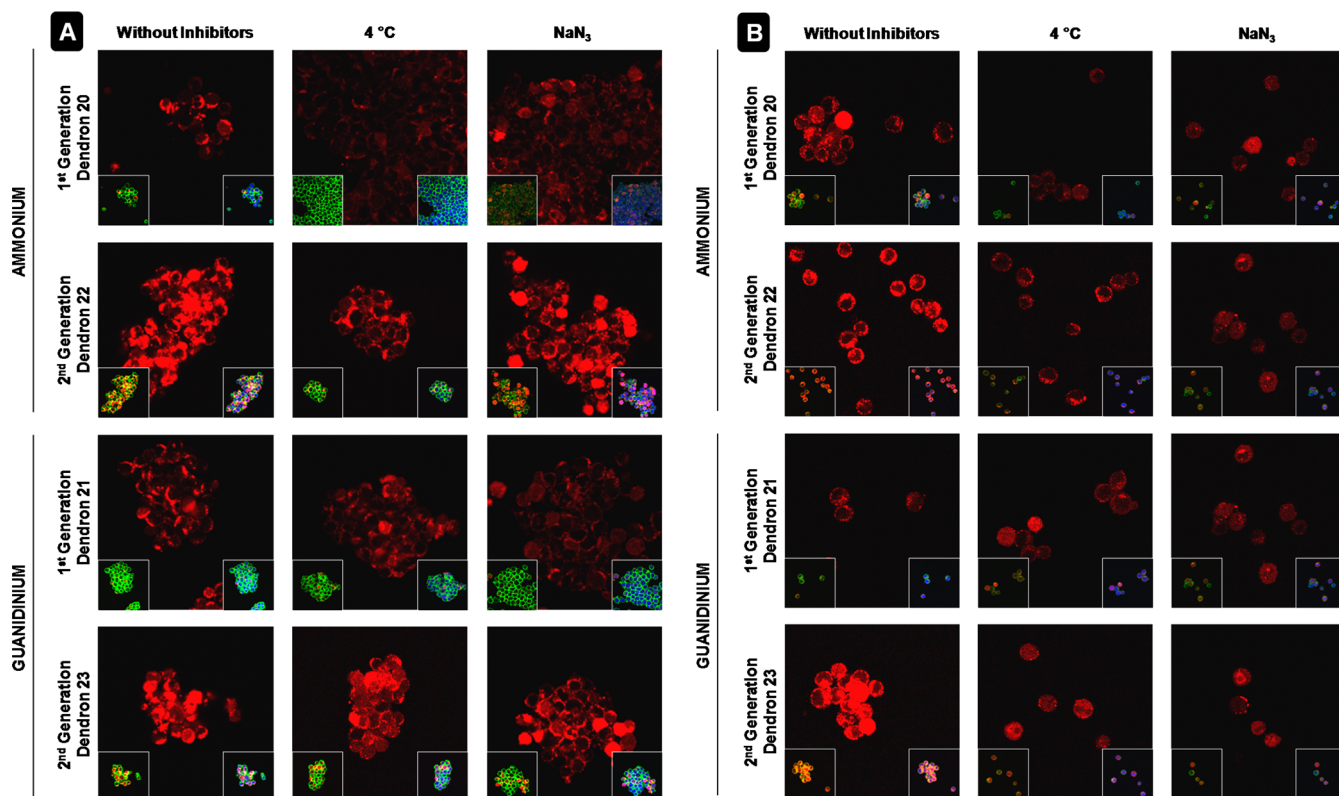 A
Without Inhibitors
4 °C
NaN₃
AMMONIUM
1st Generation
Dendron 20
2nd Generation
Dendron 22
GUANIDINIUM
1st Generation
Dendron 21
2nd Generation
Dendron 23
B
Without Inhibitors
4 °C
NaN₃
AMMONIUM
1st Generation
Dendron 20
2nd Generation
Dendron 22
GUANIDINIUM
1st Generation
Dendron 21
2nd Generation
Dendron 23